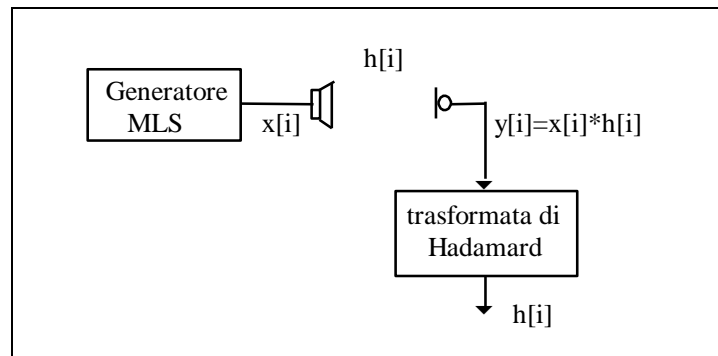 h[i]
Generatore
MLS
x[i]
y[i]=x[i]*h[i]
trasformata di
Hadamard
h[i]